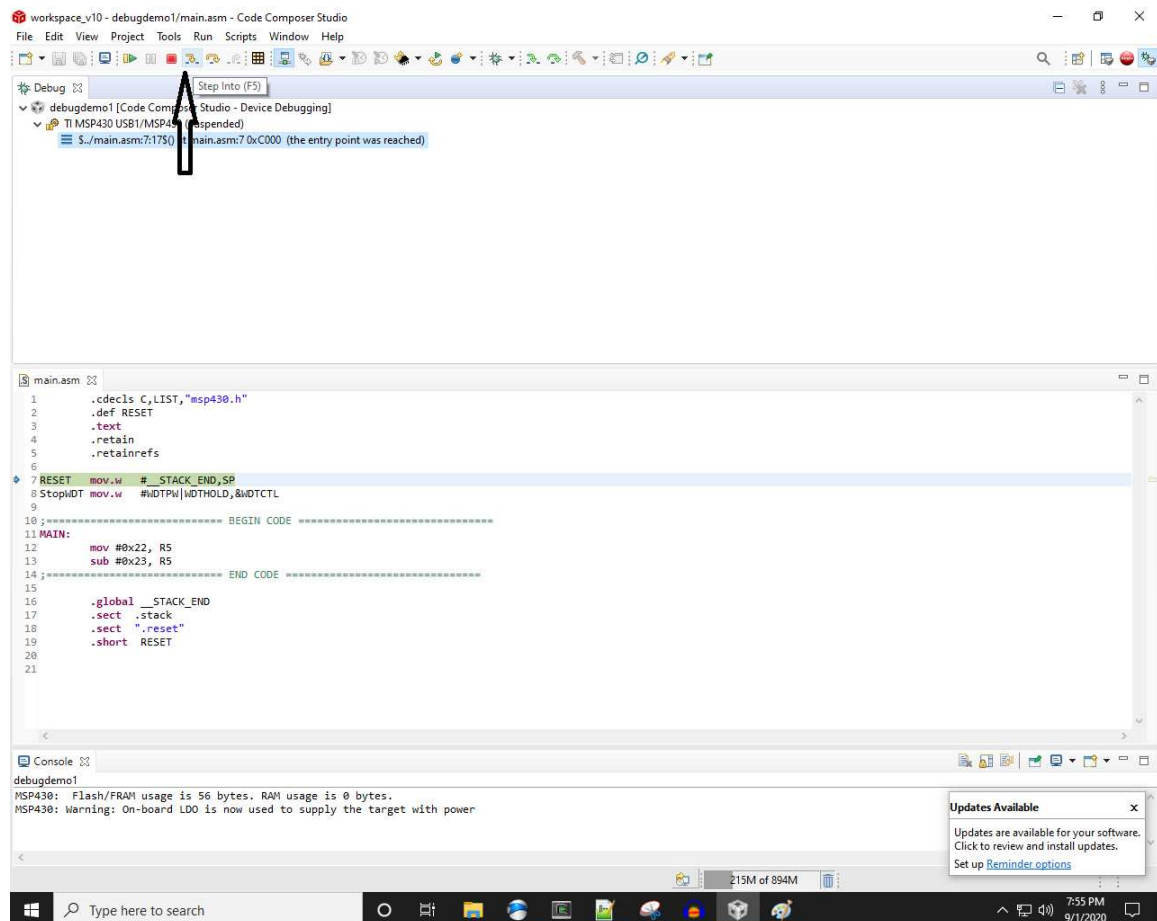 workspace_v10 - debugdemo1/main.asm - Code Composer Studio
File Edit View Project Tools Run Scripts Window Help
Debug
Step Into (F5)
debugdemo1 [Code Composer Studio - Device Debugging]
TI MSP430 USB1/MSP430 (Suspended)
$../main.asm:7:17$() at main.asm:7 0xC000 (the entry point was reached)
main.asm
1 .cdecls C,LIST,"msp430.h"
2 .def RESET
3 .text
4 .retain
5 .retainrefs
6
7 RESET mov.w #__STACK_END,SP
8 StopWDT mov.w #WDTPW|WDTHOLD,&WDTCTL
9
10 ;============================ BEGIN CODE ===============================
11 MAIN:
12 mov #0x22, R5
13 sub #0x23, R5
14 ;============================ END CODE ===============================
15
16 .global __STACK_END
17 .sect .stack
18 .sect ".reset"
19 .short RESET
20
21
Console
debugdemo1
MSP430: Flash/FRAM usage is 56 bytes. RAM usage is 0 bytes.
MSP430: Warning: On-board LDO is now used to supply the target with power
Updates Available x
Updates are available for your software.
Click to review and install updates.
Set up Reminder options
215M of 894M
Type here to search
7:55 PM
9/1/2020